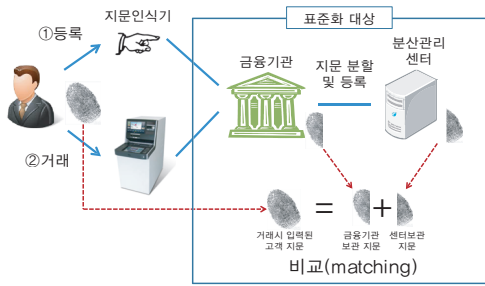 표준화 대상
지문인식기
①등록
금융기관
지문 분할
및 등록
분산관리
센터
②거래
=
+
거래시 입력된
고객 지문
금융기관
보관 지문
센터보관
지문
비교(matching)